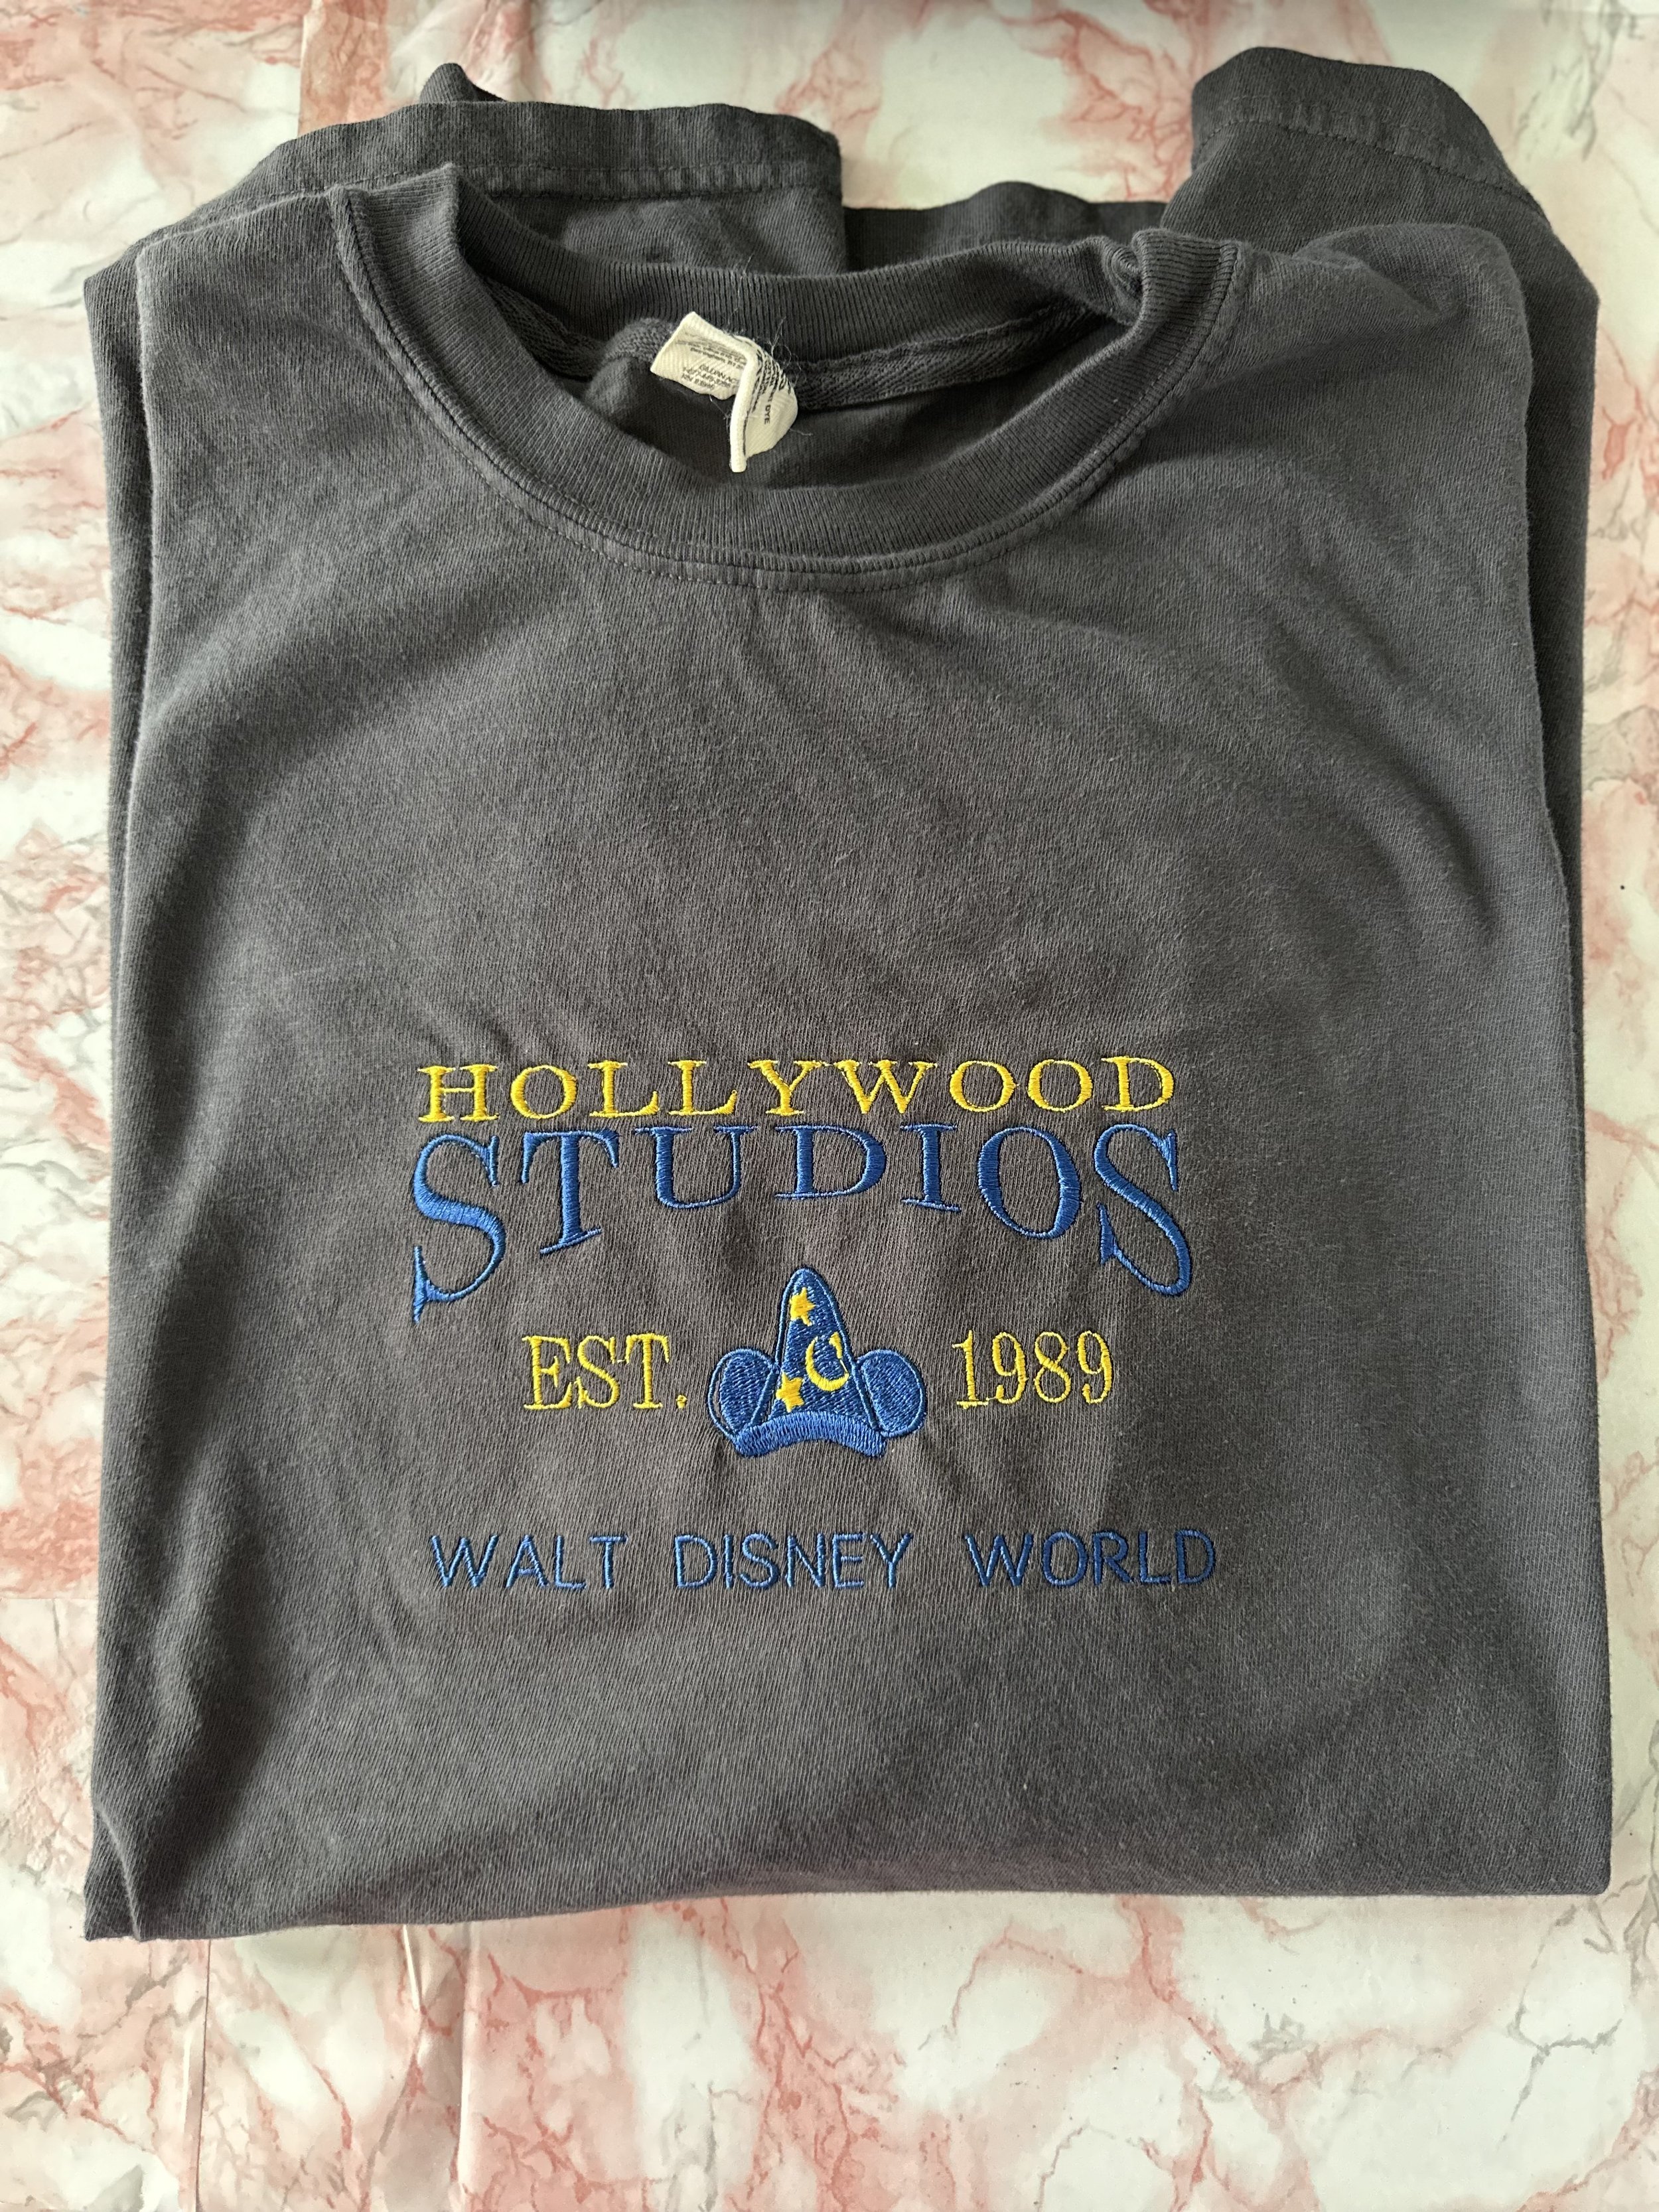 HOLLYWOOD
STUDIOS
EST. 1989
WALT DISNEY WORLD